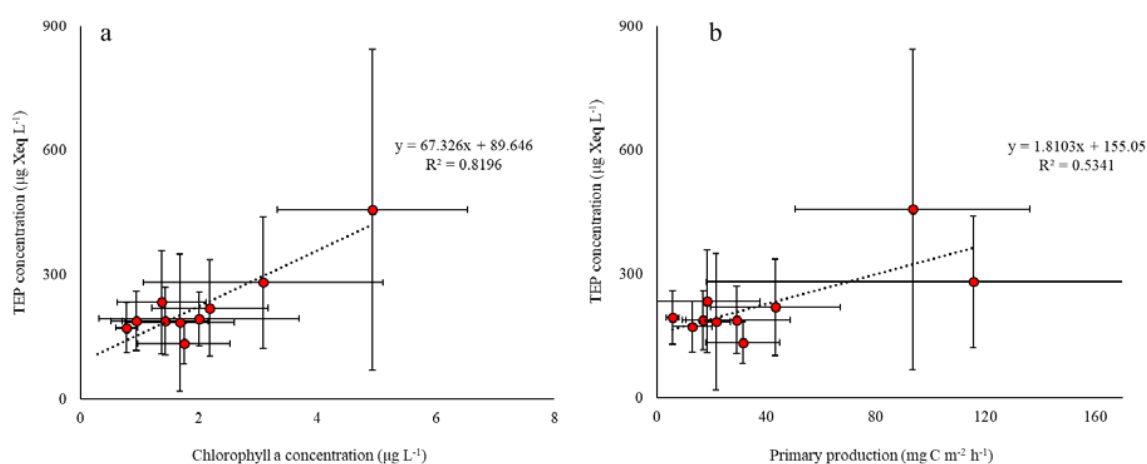 a
900
600
300
0
TEP concentration (µg Xeq L⁻¹)
y = 67.326x + 89.646
R² = 0.8196
0 2 4 6 8
Chlorophyll a concentration (µg L⁻¹)
b
900
600
300
0
TEP concentration (µg Xeq L⁻¹)
y = 1.8103x + 155.05
R² = 0.5341
0 40 80 120 160
Primary production (mg C m⁻² h⁻¹)